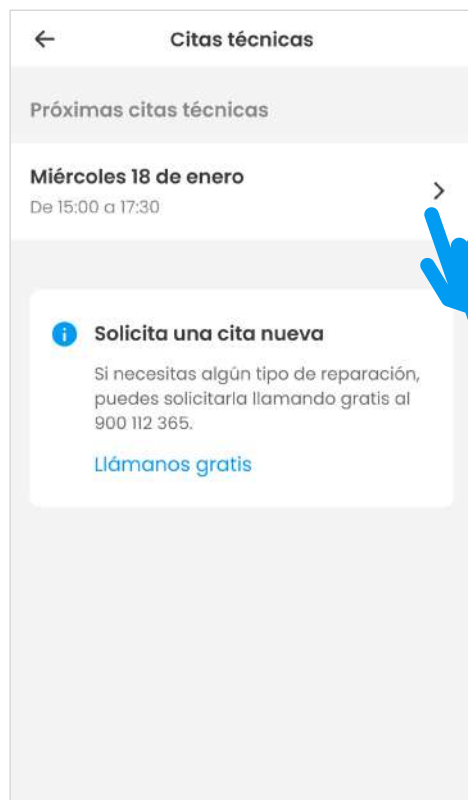 Citas técnicas
Próximas citas técnicas
Miércoles 18 de enero
De 15:00 a 17:30
Solicita una cita nueva
Si necesitas algún tipo de reparación,
puedes solicitarla llamando gratis al
900 112 365.
Llámanos gratis